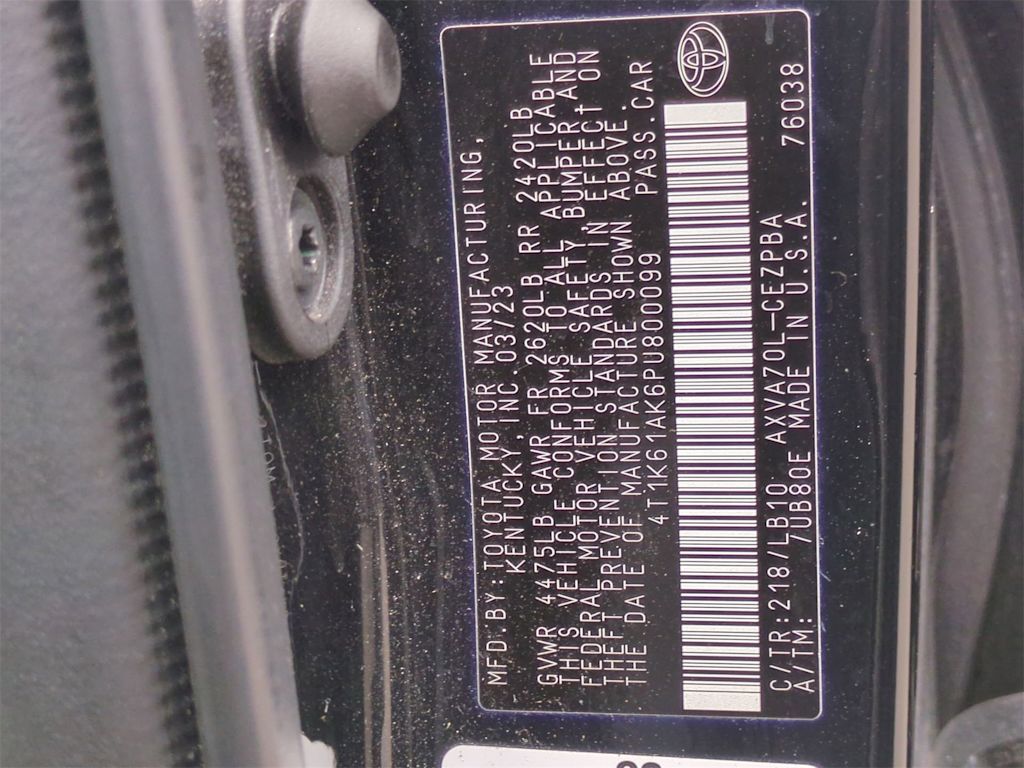 MFD.BY:TOYOTA MOTOR MANUFACTURING,
KENTUCKY,INC.03/23
GVWR 4475LB GAWR FR 2620LB RR 2420LB
THIS VEHICLE CONFORMS TO ALL APPLICABLE
FEDERAL MOTOR VEHICLE SAFETY,BUMPER,AND
THEFT PREVENTION STANDARDS IN EFFECT ON
THE DATE OF MANUFACTURE SHOWN ABOVE.
4T1K61AK6PU800099 PASS.CAR
C/TR:218/LB10 AXVA70L-CEZPBA
A/TM: 7UB80E MADE IN U.S.A. 76038